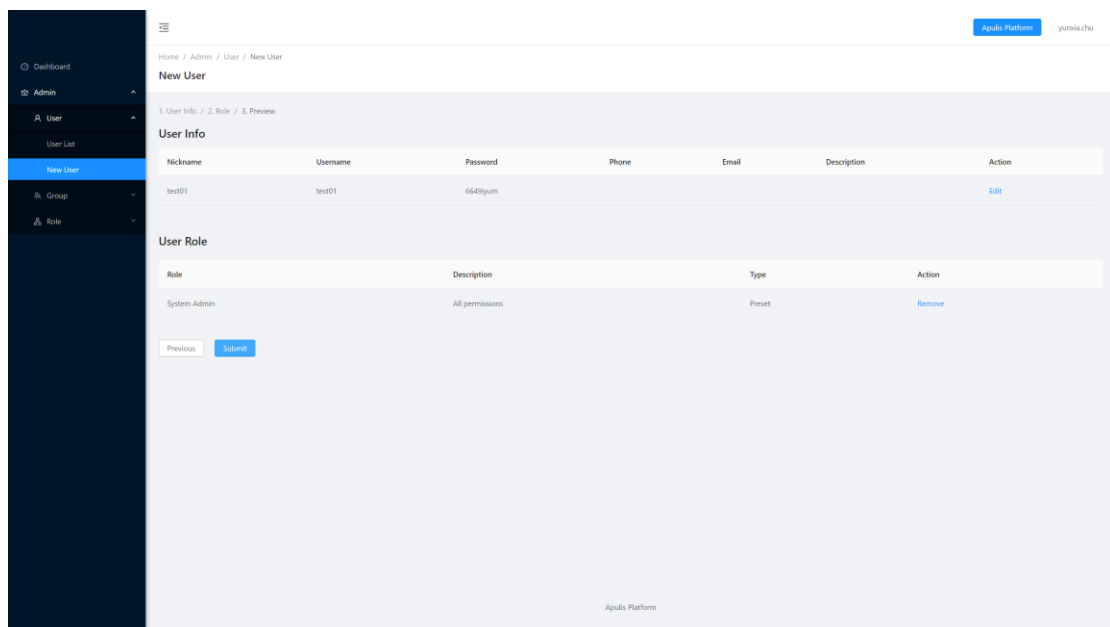 Apulis Platform yunxia.chu
Home / Admin / User / New User
New User
Dashboard
Admin
User
User List
New User
Group
Role
1. User Info / 2. Role / 3. Preview
User Info
Nickname Username Password Phone Email Description Action
test01 test01 6649iyum Edit
User Role
Role Description Type Action
System Admin All permissions Preset Remove
Previous Submit
Apulis Platform